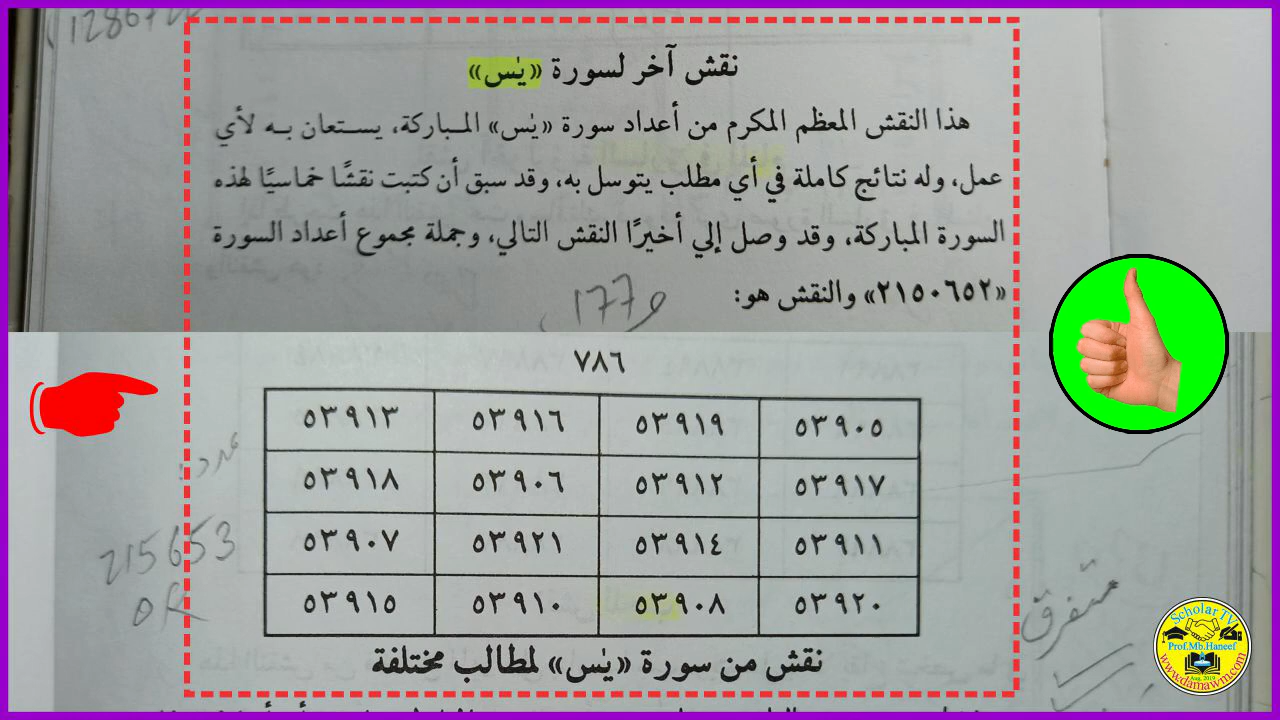 نقش آخر لسورة «يٰس»
هذا النقش المعظم المكرم من أعداد سورة «يٰس» المباركة، يستعان به لأي
عمل، وله نتائج كاملة في أي مطلب يتوسل به، وقد سبق أن كتبت نقشًا خماسيًا لهذه
السورة المباركة، وقد وصل إلي أخيرًا النقش التالي، وجملة مجموع أعداد السورة
«٢١٥٠٦٥٢» والنقش هو:
٧٨٦
٥٣٩١٣ ٥٣٩١٦ ٥٣٩١٩ ٥٣٩٠٥
٥٣٩١٨ ٥٣٩٠٦ ٥٣٩١٢ ٥٣٩١٧
عدد:
٥٣٩٠٧ ٥٣٩٢١ ٥٣٩١٤ ٥٣٩١١
215653
OK
٥٣٩١٥ ٥٣٩١٠ ٥٣٩٠٨ ٥٣٩٢٠
متفرق
نقش من سورة «يٰس» لمطالب مختلفة
Scholar TV
Prof.Mb.Haneef
Aug, 2019